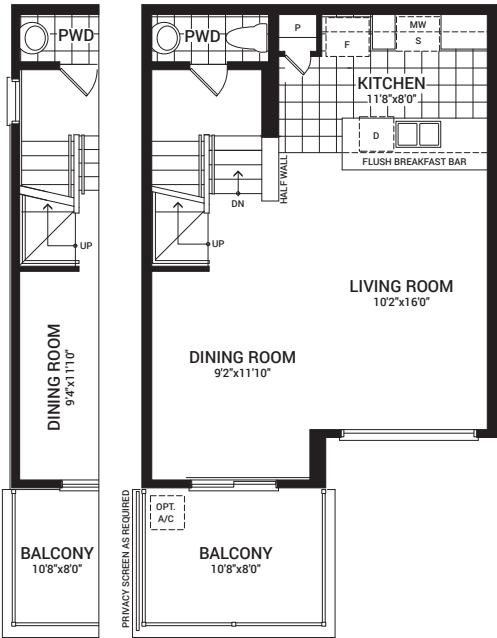 PWD
UP
DINING ROOM
9'4"x11'10"
BALCONY
10'8"x8'0"
PWD
P
F
MW
S
KITCHEN
11'8"x8'0"
D
FLUSH BREAKFAST BAR
HALF WALL
DN
UP
LIVING ROOM
10'2"x16'0"
DINING ROOM
9'2"x11'10"
PRIVACY SCREEN AS REQUIRED
OPT.
A/C
BALCONY
10'8"x8'0"